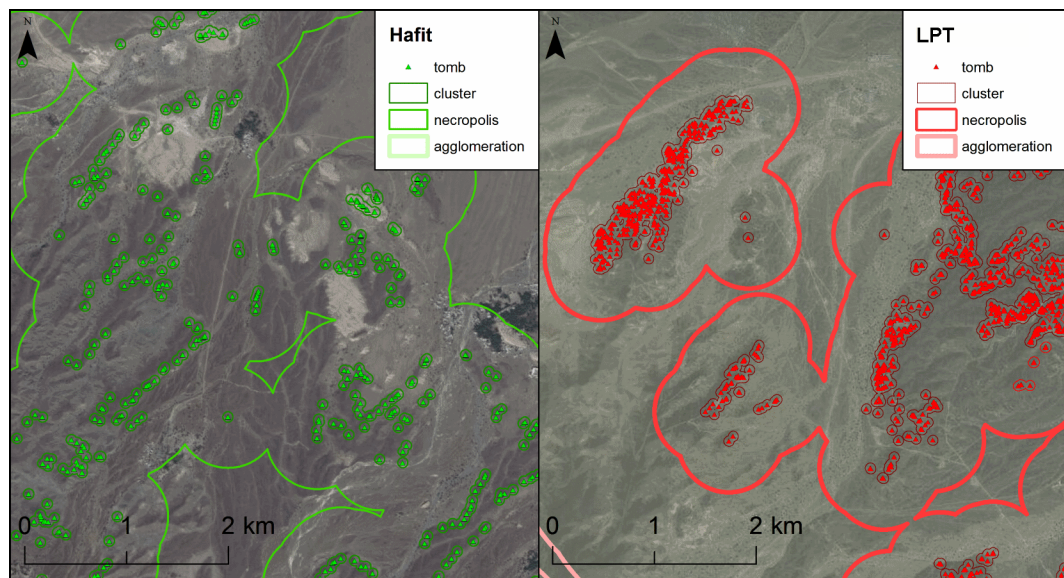 N
Hafit
tomb
cluster
necropolis
agglomeration
0 1 2 km
N
LPT
tomb
cluster
necropolis
agglomeration
0 1 2 km